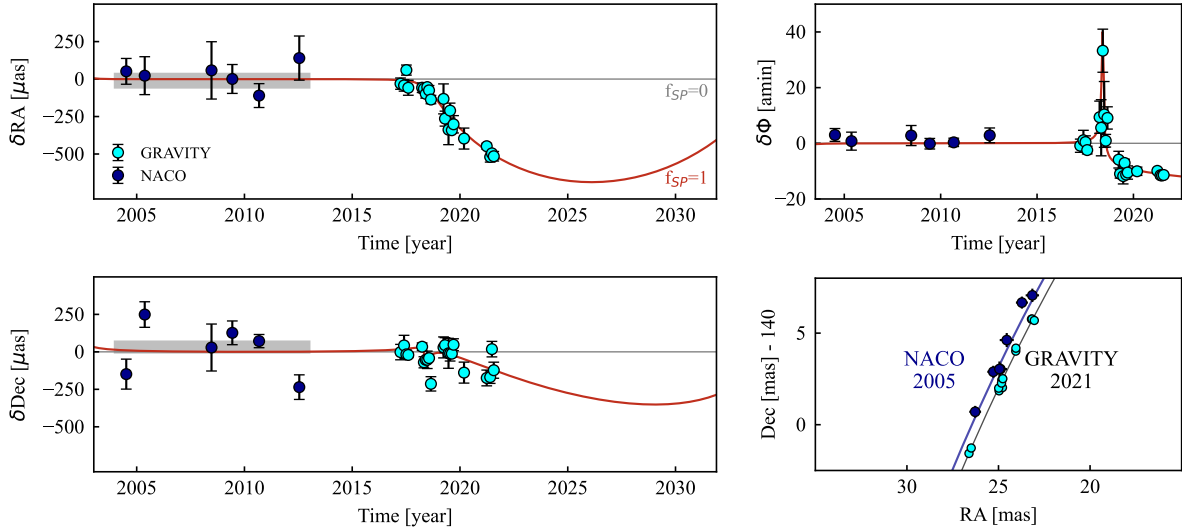 250
0
−250
−500
δRA [μas]
GRAVITY
NACO
f_SP=0
f_SP=1
2005 2010 2015 2020 2025 2030
Time [year]
40
20
0
−20
δΦ [amin]
2005 2010 2015 2020
Time [year]
250
0
−250
−500
δDec [μas]
2005 2010 2015 2020 2025 2030
Time [year]
5
0
Dec [mas] - 140
NACO
2005
GRAVITY
2021
30 25 20
RA [mas]